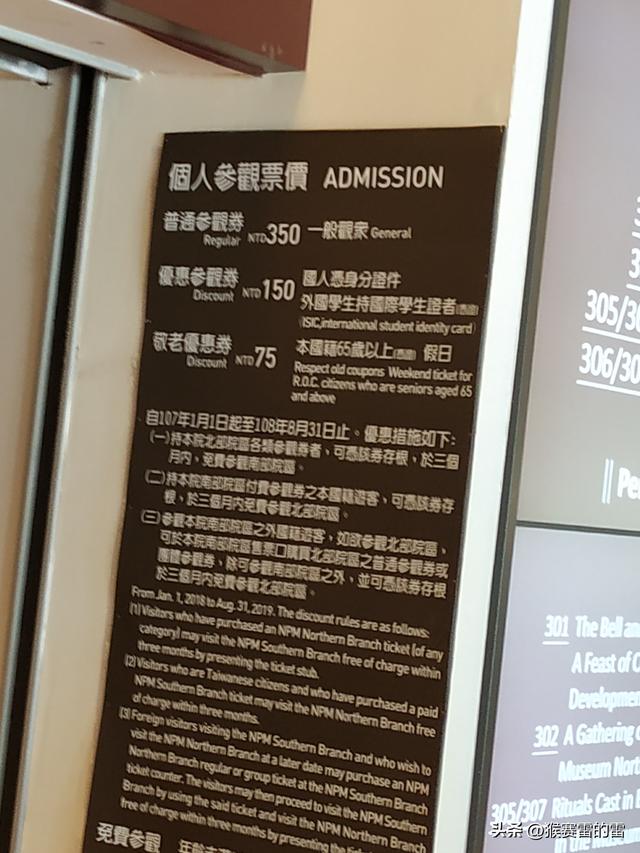 個人參觀票價 ADMISSION
普通參觀券 NTD350 一般觀眾 General
Regular
優惠參觀券 NTD150 國人憑身分證件
Discount 外國學生持國際學生證者
(ISIC,international student identity card)
敬老優惠券 NTD75 本國籍65歲以上 假日
Discount Respect old coupons Weekend ticket for
R.O.C. citizens who are seniors aged 65
and above
自107年1月1日起至108年8月31日止。優惠措施如下:
(一)持本院北部院區各類參觀券者,可憑該券存根,於三個
月內,免費參觀南部院區。
(二)持本院南部院區付費參觀券之本國籍遊客,可憑該券存
根,於三個月內免費參觀北部院區。
(三)參觀本院南部院區之外國籍遊客,如欲參觀北部院區,
可於本院南部院區售票口購買北部院區之普通參觀券或
團體參觀券,除可參觀南部院區之外,並可憑該券存根
於三個月內免費參觀北部院區。
From Jan. 1, 2018 to Aug. 31, 2019. The discount rules are as follows:
(1) Visitors who have purchased an NPM Northern Branch ticket (of any
category) may visit the NPM Southern Branch free of charge within
three months by presenting the ticket stub.
(2) Visitors who are Taiwanese citizens and who have purchased a paid
NPM Southern Branch ticket may visit the NPM Northern Branch free
of charge within three months.
(3) Foreign visitors visiting the NPM Southern Branch and who wish to
visit the NPM Northern Branch at a later date may purchase an NPM
Northern Branch regular or group ticket at the NPM Southern Branch
ticket counter. The visitors may then proceed to visit the NPM Southern
Branch by using the said ticket and visit the NPM Northern Branch
free of charge within three months by presenting the
免費參觀
305/30
306/30
Pe
301 The Bell an
A Feast of C
Developme
302 A Gathering
Museum Nort
305/307 Rituals Cast in
in the Museum
头条 @猴赛雷的雷